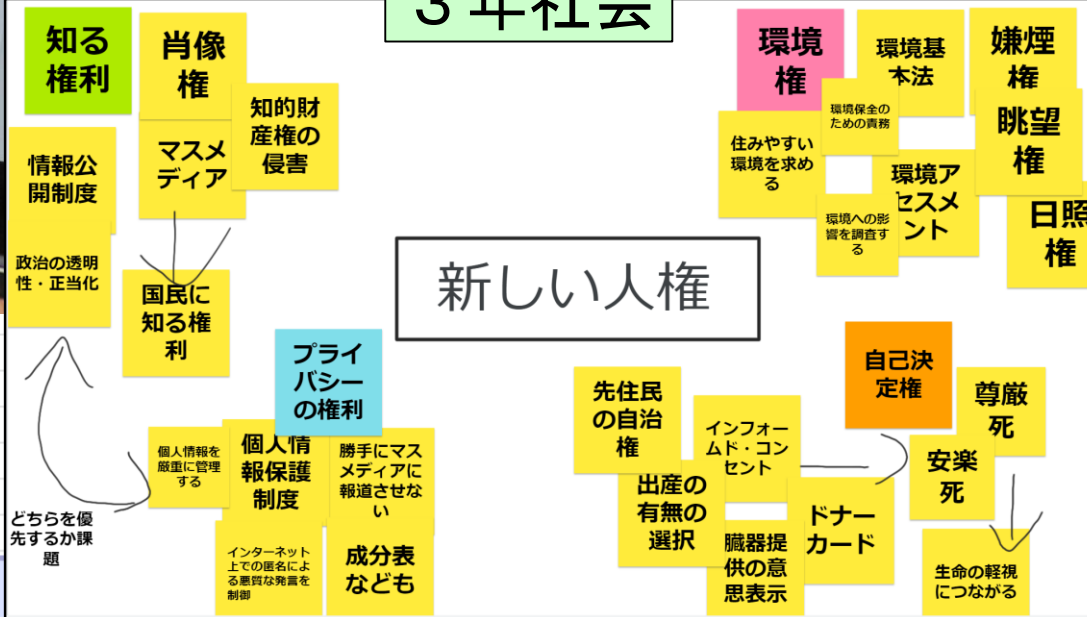 ３年社会
知る
権利
肖像
権
知的財
産権の
侵害
マスメ
ディア
情報公
開制度
政治の透明
性・正当化
国民に
知る権
利
環境
権
環境基
本法
嫌煙
権
環境保全の
ための責務
眺望
権
住みやすい
環境を求め
る
環境ア
セスメ
ント
環境への影
響を調査す
る
日照
権
新しい人権
プライ
バシー
の権利
個人情報を
厳重に管理
する
個人情
報保護
制度
勝手にマス
メディアに
報道させな
い
どちらを優
先するか課
題
インターネット
上での匿名によ
る悪質な発言を
制御
成分表
なども
自己決
定権
先住民
の自治
権
インフォー
ムド・コン
セント
尊厳
死
安楽
死
出産の
有無の
選択
ドナー
カード
臓器提
供の意
思表示
生命の軽視
につながる